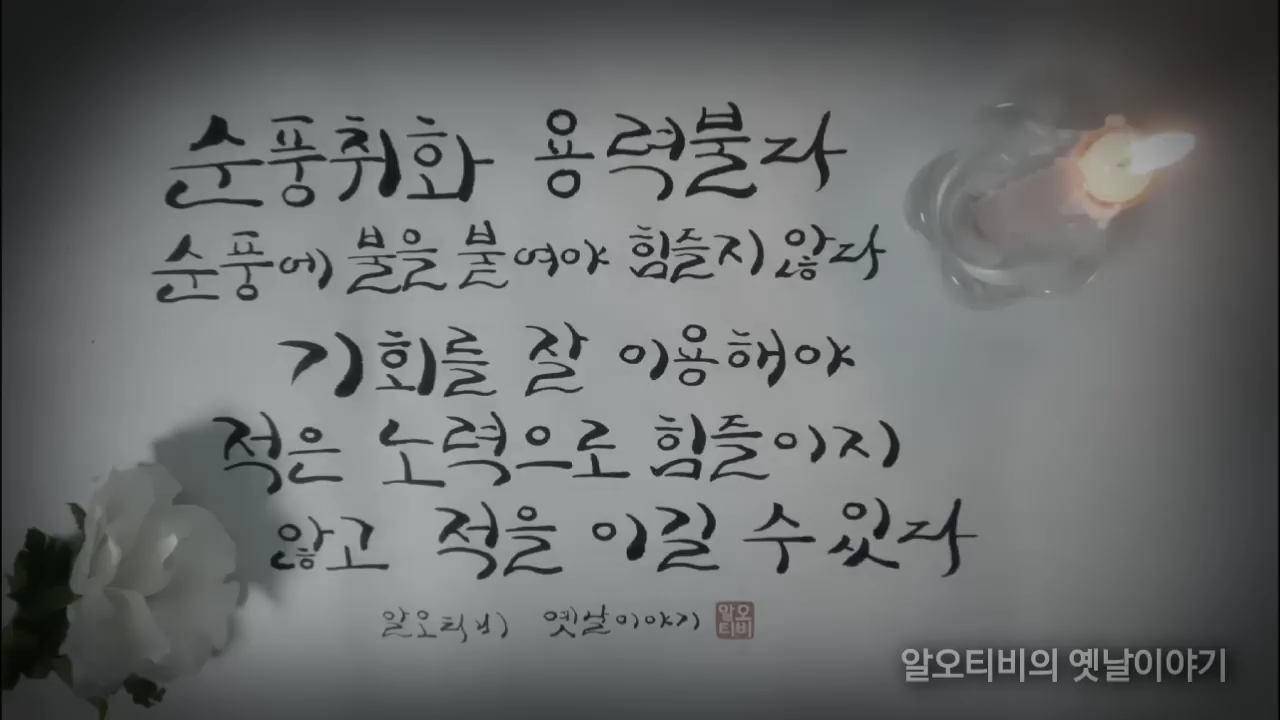 순풍취화 용력불다
순풍에 불을 불여야 힘들지 않다
기회를 잘 이용해야
적은 노력으로 힘들이지
않고 적을 이길 수 있다
알오티비 옛날이야기
알오
티비
알오티비의 옛날이야기